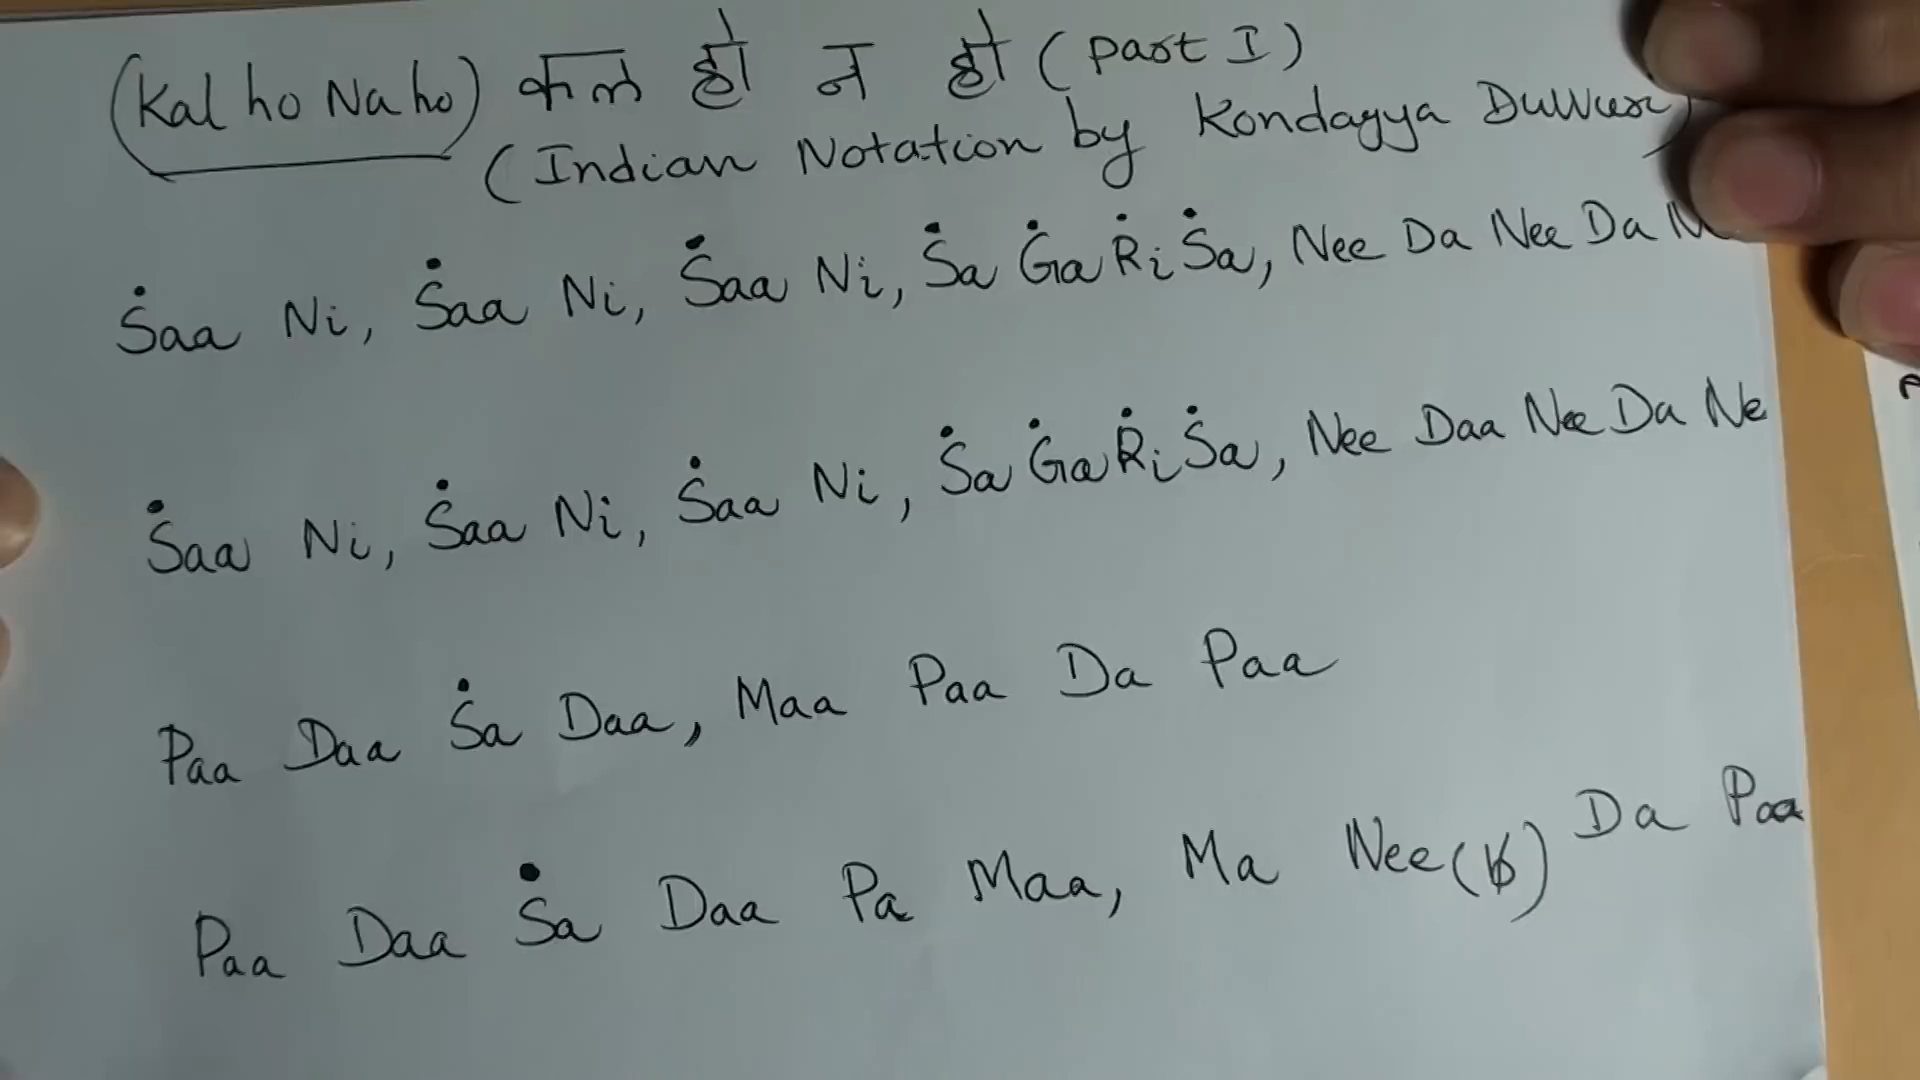 (Kal ho Na ho) कल हो न हो (Part I)
(Indian Notation by Kondayya Duvvuri)
Ṡaa Ni, Ṡaa Ni, Ṡaa Ni, Ṡa Ġa Ṙi Ṡa, Nee Da Nee Da
Ṡaa Ni, Ṡaa Ni, Ṡaa Ni, Ṡa Ġa Ṙi Ṡa, Nee Daa Nee Da Ne
Paa Daa Ṡa Daa, Maa Paa Da Paa
Paa Daa Ṡa Daa Pa Maa, Ma Nee (b) Da Paa